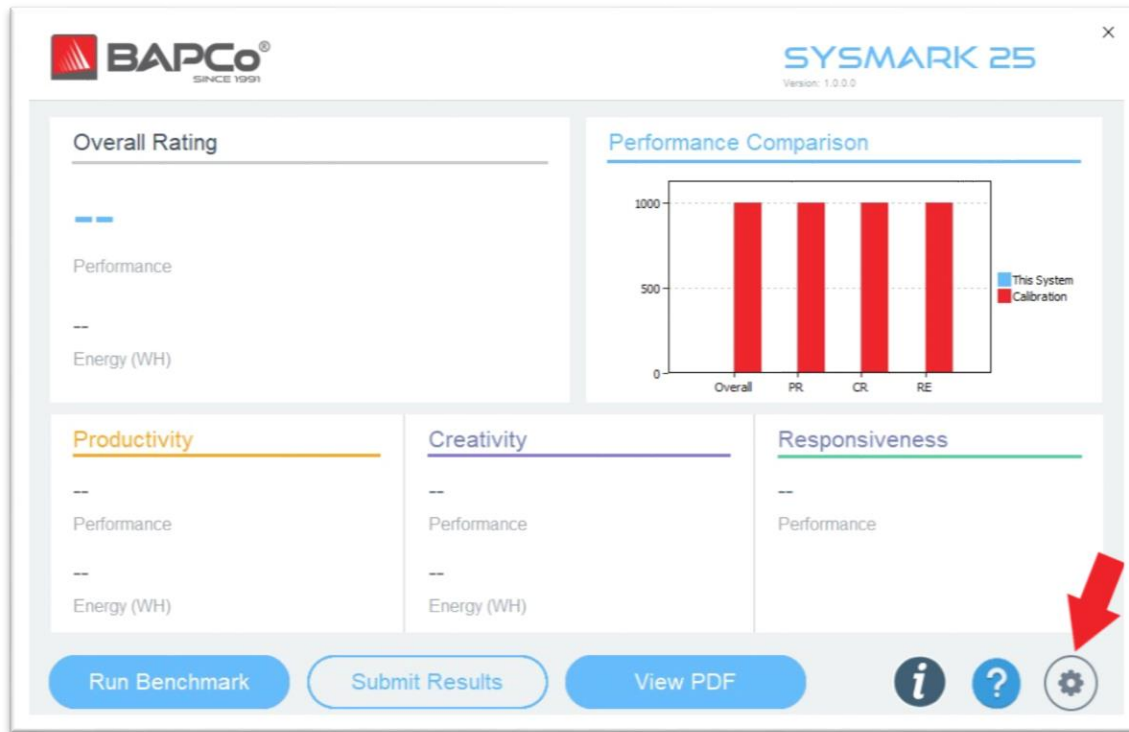 BAPCo®
SINCE 1991
SYSMARK 25
Version: 1.0.0.0
×
Overall Rating
--
Performance
--
Energy (WH)
Performance Comparison
1000
500
0
Overall PR CR RE
This System
Calibration
Productivity
--
Performance
--
Energy (WH)
Creativity
--
Performance
--
Energy (WH)
Responsiveness
--
Performance
Run Benchmark
Submit Results
View PDF
i
?